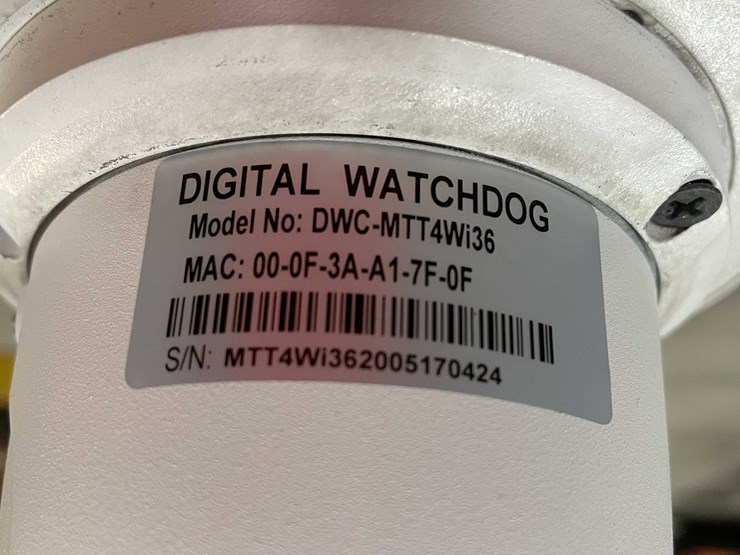 DIGITAL WATCHDOG
Model No: DWC-MTT4Wi36
MAC: 00-0F-3A-A1-7F-0F
S/N: MTT4Wi362005170424